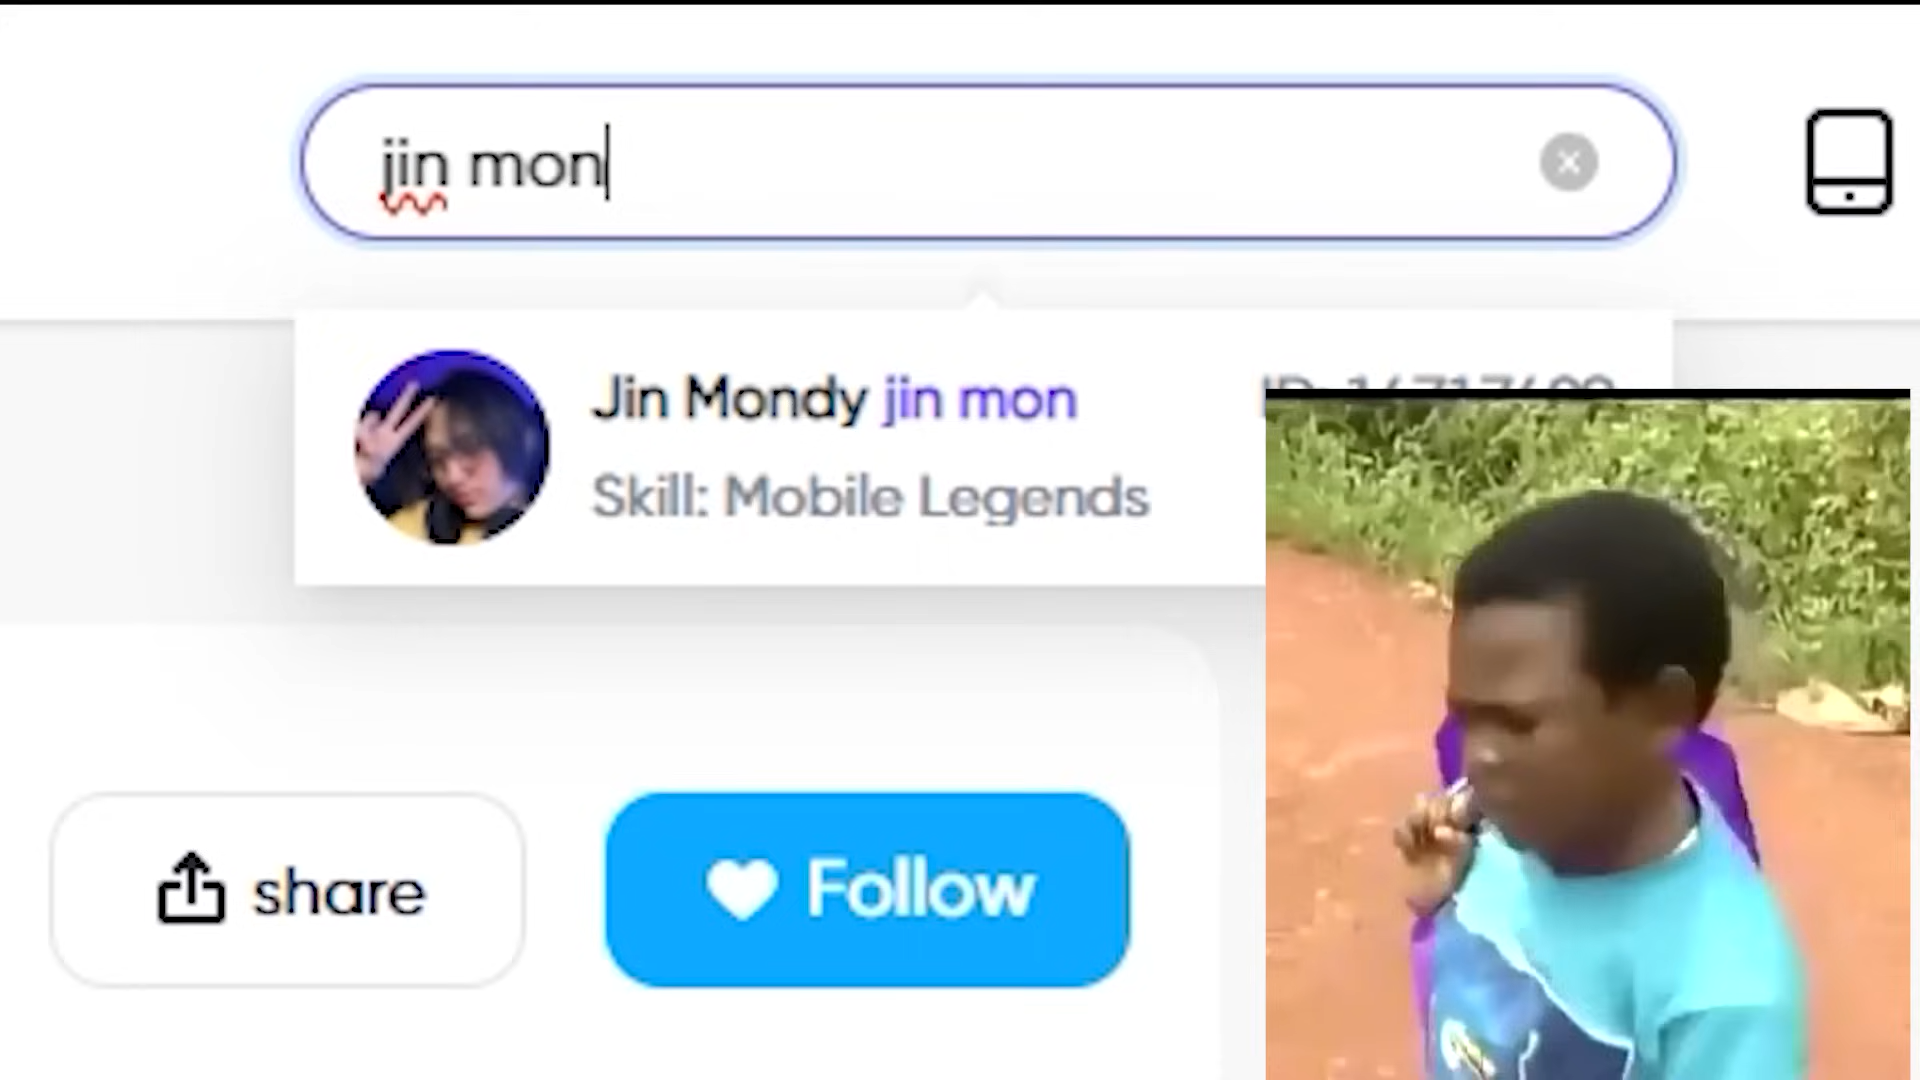 jin mon
Jin Mondy jin mon
Skill: Mobile Legends
share
Follow